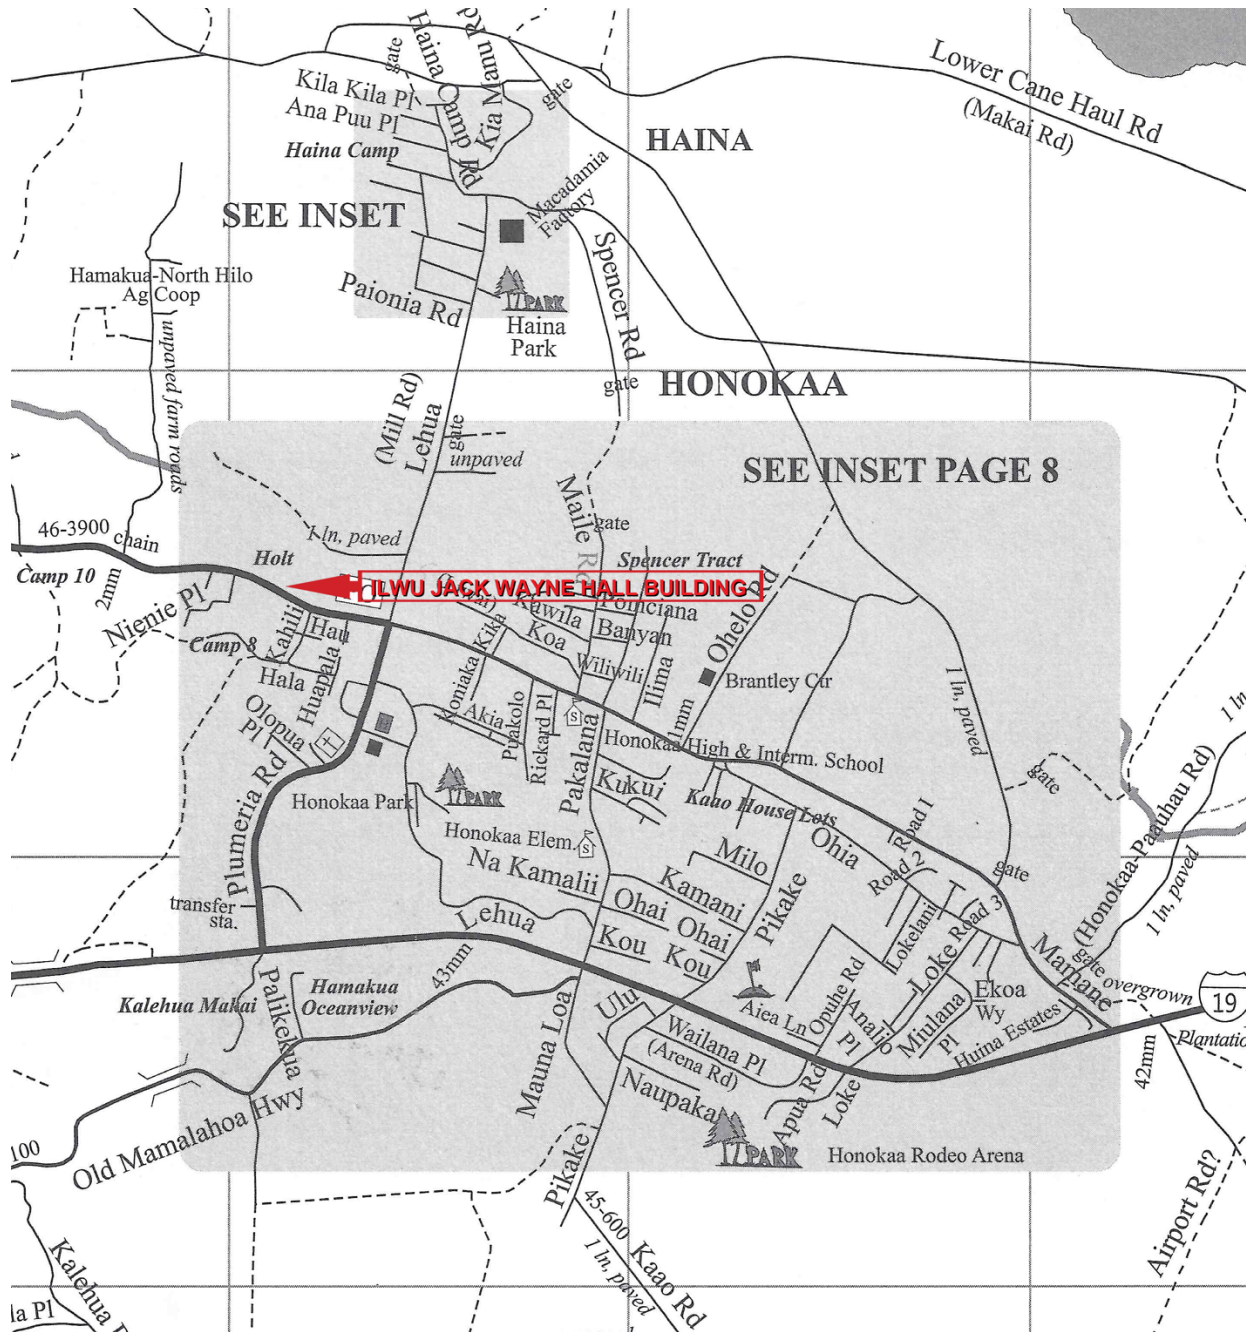 Haina Camp Rd
Kia Manu Rd
gate
Kila Kila Pl
Ana Puu Pl
Haina Camp
gate
Lower Cane Haul Rd
(Makai Rd)
HAINA
SEE INSET
Macadamia
Factory
Spencer Rd
Hamakua-North Hilo
Ag Coop
unpaved farm roads
Paionia Rd
PARK
Haina
Park
gate
HONOKAA
(Mill Rd)
Lehua
gate
unpaved
SEE INSET PAGE 8
Maile Rd
gate
46-3900
chain
1 ln, paved
Holt
Spencer Tract
Camp 10
2mm
ILWU JACK WAYNE HALL BUILDING
Nienie Pl
Kahili
Hau
Kika
Kawila
Koa
Poinciana
Banyan
Ohelo Rd
Camp 8
Hala
Huapala
Koniaka
Wiliwili
Ilima
Brantley Ctr
1 ln, paved
1 ln
Olopua
Pl
Akia
Puakolo
Rickard Pl
S
1mm
Honokaa High & Interm. School
gate
Plumeria Rd
Honokaa Park
PARK
Pakalana
Kukui
Kaao House Lots
Honokaa Elem.
S
Na Kamalii
Milo
Kamani
Ohia
Road 1
Road 2
gate
(Honokaa-Paauhau Rd)
1 ln, paved
transfer
sta.
Lehua
Ohai
Ohai
Pikake
Lokelani
Road 3
Kou
Kou
Loke
Mamane
gate
overgrown
19
43mm
Kalehua Makai
Palikekua
Hamakua
Oceanview
Ulu
Aiea Ln
Opuhe Rd
Analio
Pl
Miulana
Pl
Ekoa
Wy
Huina Estates
Plantatio
42mm
Mauna Loa
Wailana Pl
(Arena Rd)
Naupaka
Apua Rd
Loke
100
Old Mamalahoa Hwy
PARK
Honokaa Rodeo Arena
Pikake
45-600
1 ln, paved
Kaao Rd
Airport Rd?
Kalehua
la Pl